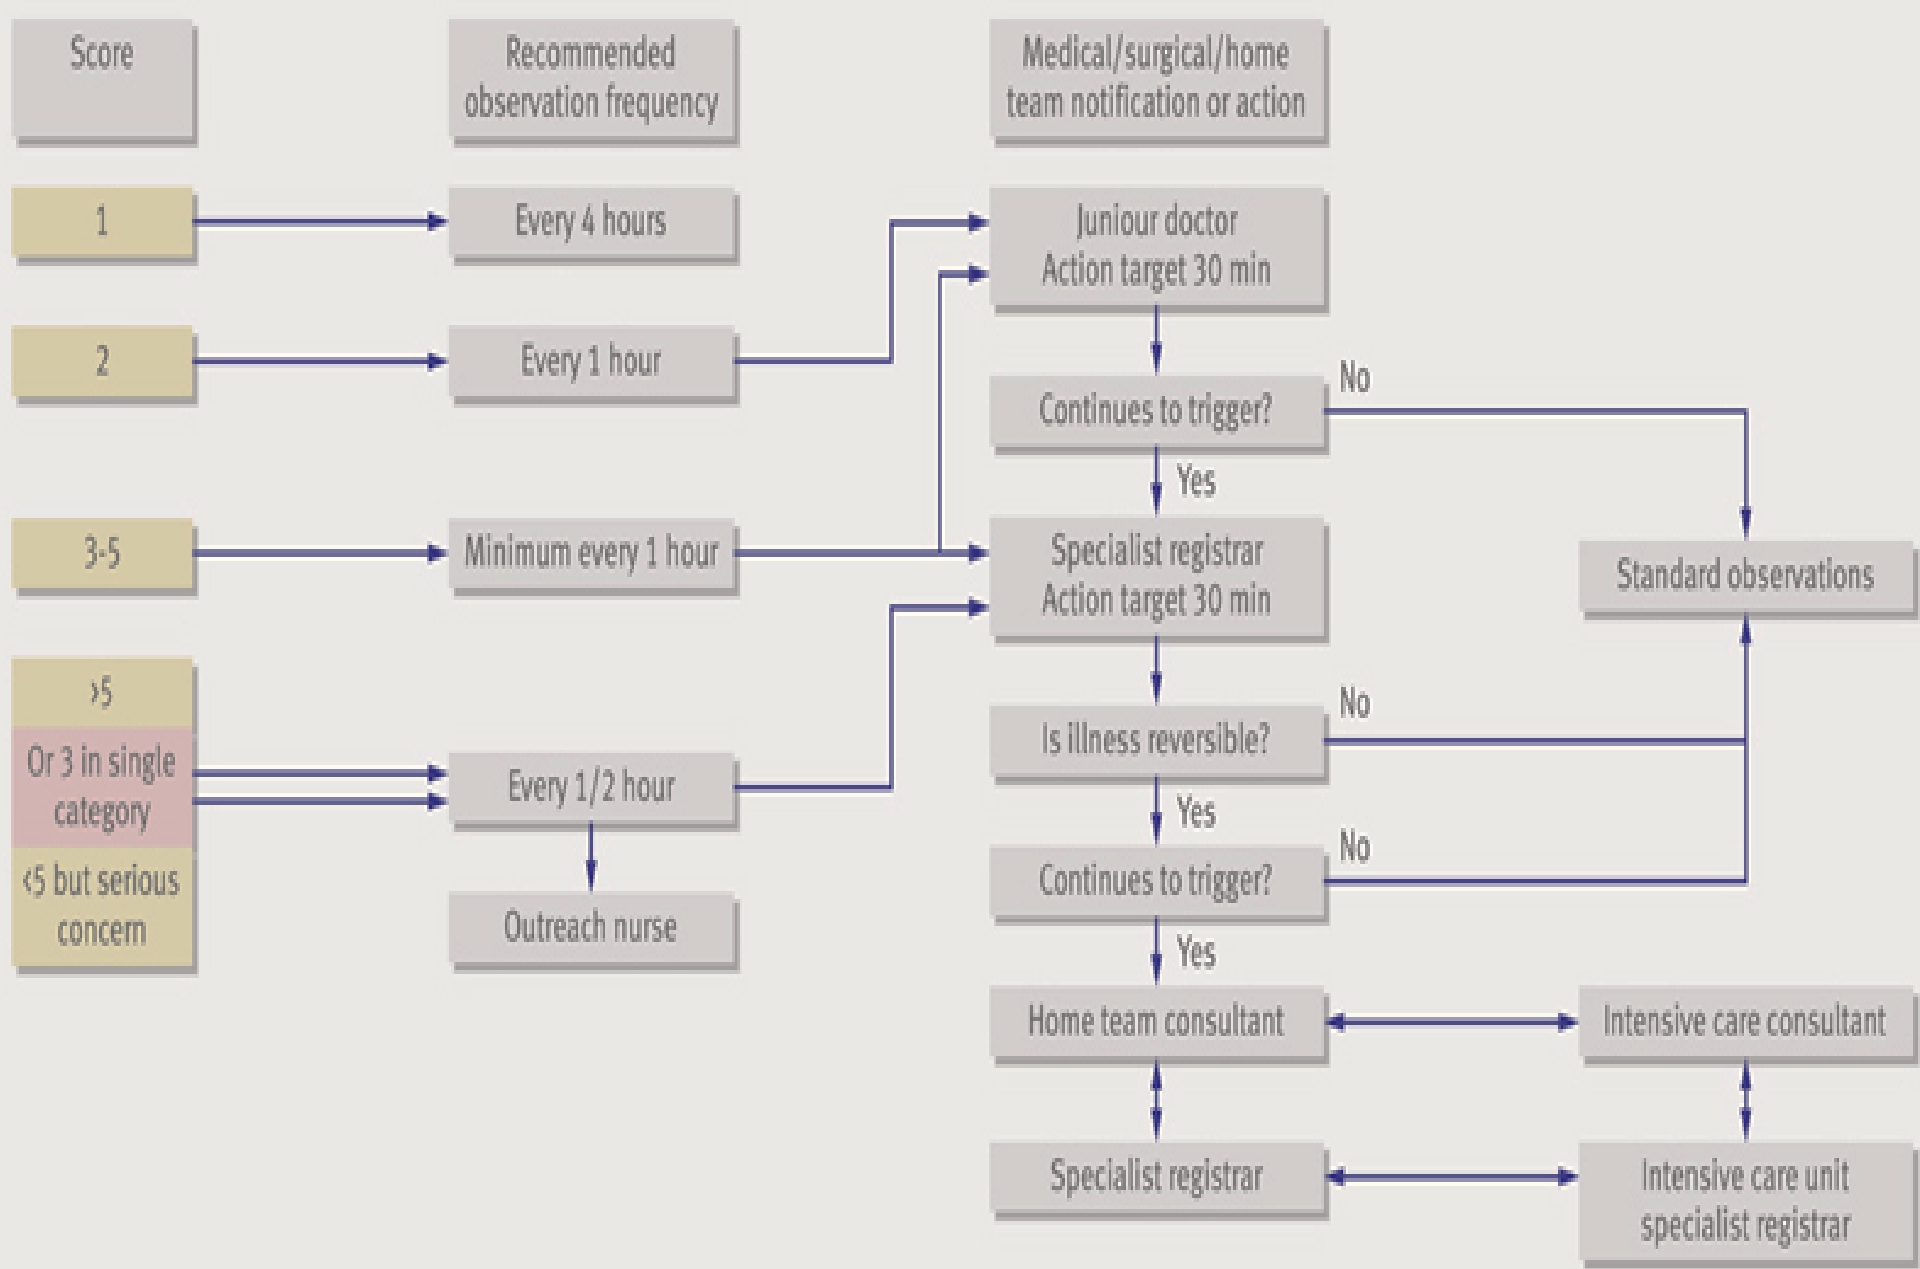 Score
Recommended
observation frequency
Medical/surgical/home
team notification or action
1
Every 4 hours
Juniour doctor
Action target 30 min
2
Every 1 hour
Continues to trigger?
No
Yes
3-5
Minimum every 1 hour
Specialist registrar
Action target 30 min
Standard observations
>5
Or 3 in single
category
<5 but serious
concern
Every 1/2 hour
Outreach nurse
Is illness reversible?
No
Yes
Continues to trigger?
No
Yes
Home team consultant
Intensive care consultant
Specialist registrar
Intensive care unit
specialist registrar